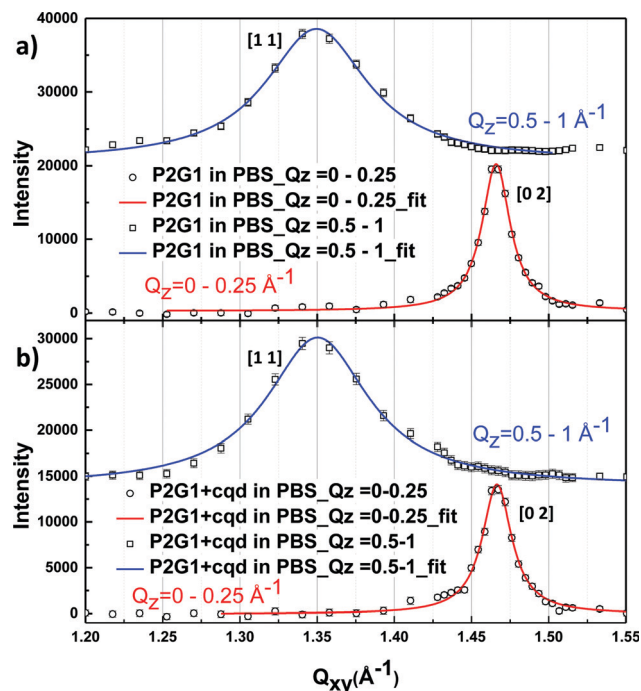 a)
[1 1]
40000
30000
20000
10000
0
Intensity
Qz=0.5 - 1 Å-1
P2G1 in PBS_Qz =0 - 0.25
P2G1 in PBS_Qz =0 - 0.25_fit
P2G1 in PBS_Qz =0.5 - 1
P2G1 in PBS_Qz =0.5 - 1_fit
[0 2]
Qz=0 - 0.25 Å-1
b)
[1 1]
30000
25000
20000
15000
10000
5000
0
Intensity
Qz=0.5 - 1 Å-1
P2G1+cqd in PBS_Qz =0-0.25
P2G1+cqd in PBS_Qz =0-0.25_fit
P2G1+cqd in PBS_Qz =0.5-1
P2G1+cqd in PBS_Qz =0.5-1_fit
[0 2]
Qz=0 - 0.25 Å-1
1.20 1.25 1.30 1.35 1.40 1.45 1.50 1.55
Qxy(Å-1)